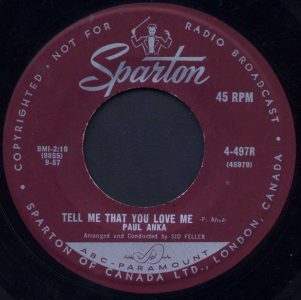 COPYRIGHTED · NOT FOR RADIO BROADCAST
Sparton
45 RPM
BMI-2:10
(9855)
9-57
4-497R
(45979)
TELL ME THAT YOU LOVE ME -P. Anka
PAUL ANKA
Arranged and Conducted by SID FELLER
ABC-PARAMOUNT
SPARTON OF CANADA LTD., LONDON, CANADA.